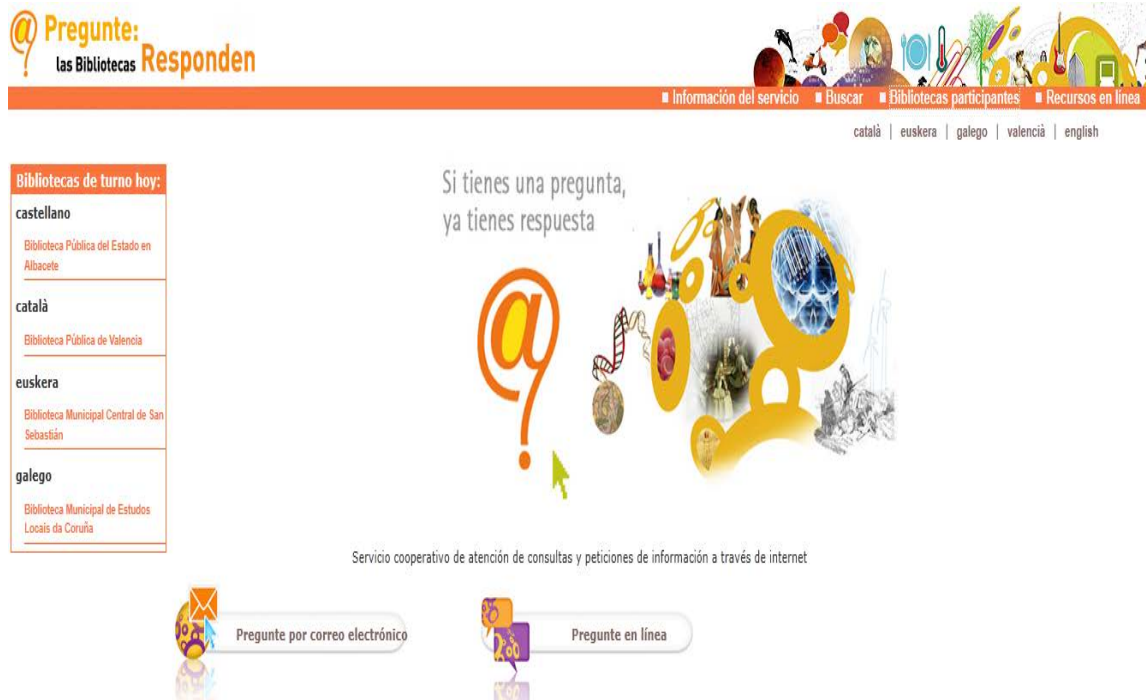 Pregunte:
las Bibliotecas Responden
Información del servicio Buscar Bibliotecas participantes Recursos en línea
català | euskera | galego | valencià | english
Bibliotecas de turno hoy:
castellano
Biblioteca Pública del Estado en
Albacete
català
Biblioteca Pública de Valencia
euskera
Biblioteca Municipal Central de San
Sebastián
galego
Biblioteca Municipal de Estudos
Locais da Coruña
Si tienes una pregunta,
ya tienes respuesta
Servicio cooperativo de atención de consultas y peticiones de información a través de internet
Pregunte por correo electrónico
Pregunte en línea